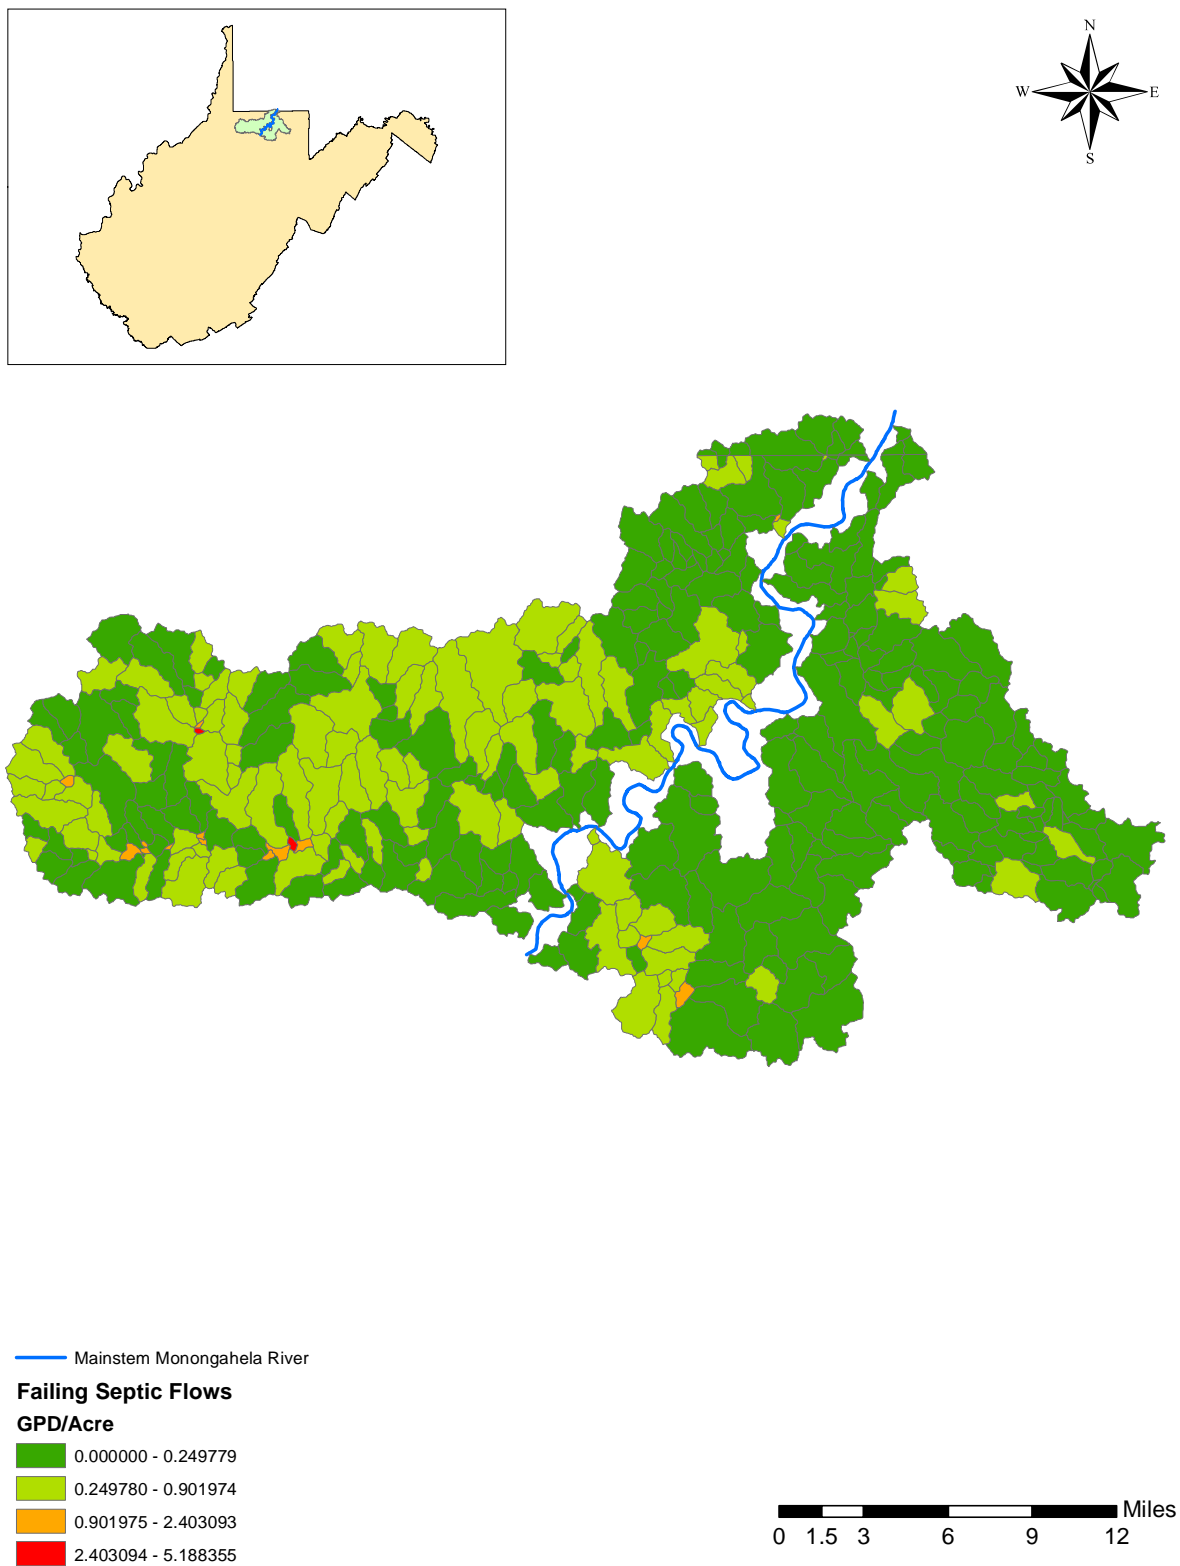 N
W E
S
Mainstem Monongahela River
Failing Septic Flows
GPD/Acre
0.000000 - 0.249779
0.249780 - 0.901974
0.901975 - 2.403093
2.403094 - 5.188355
Miles
0 1.5 3 6 9 12